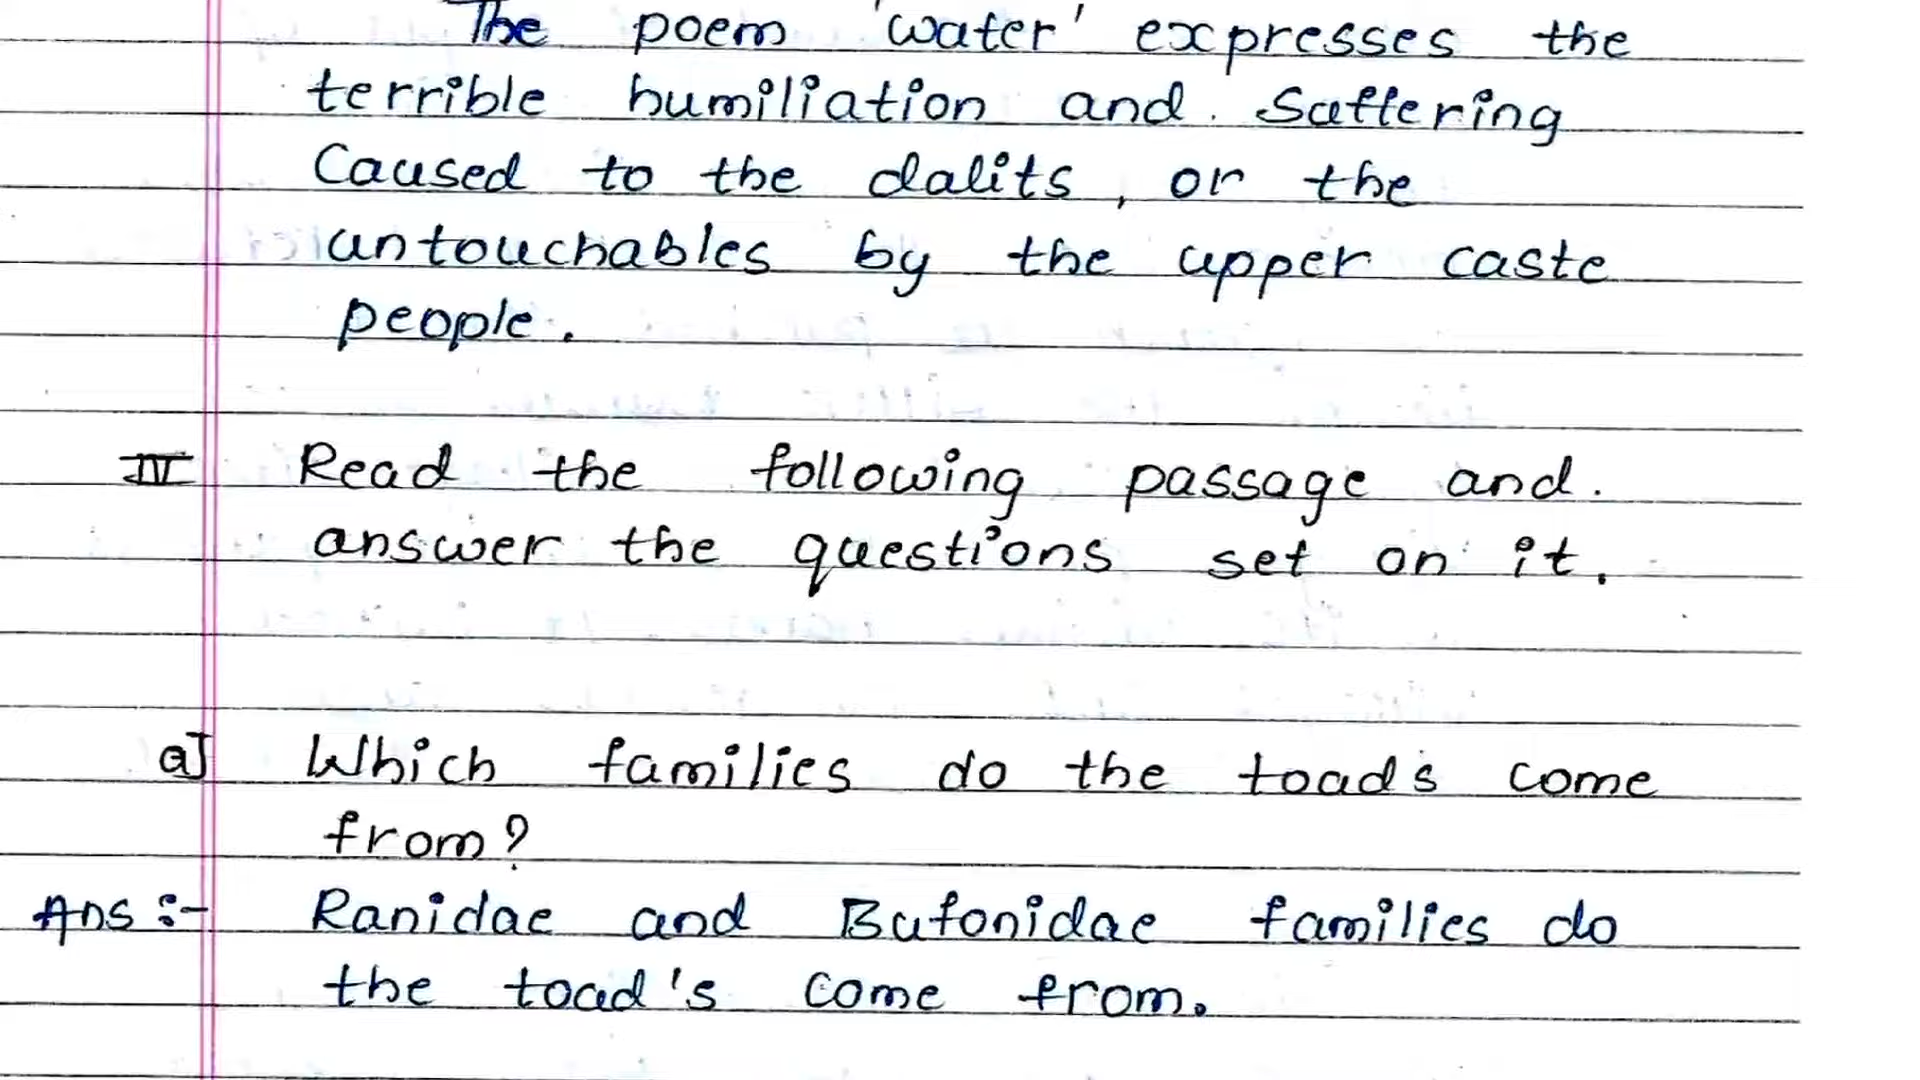 The poem 'water' expresses the
terrible humiliation and suffering
Caused to the dalits, or the
untouchables by the upper caste
people.
IV Read the following passage and.
answer the questions set on it.
a] Which families do the toads come
from?
Ans :- Ranidae and Bufonidae families do
the toad's come from.